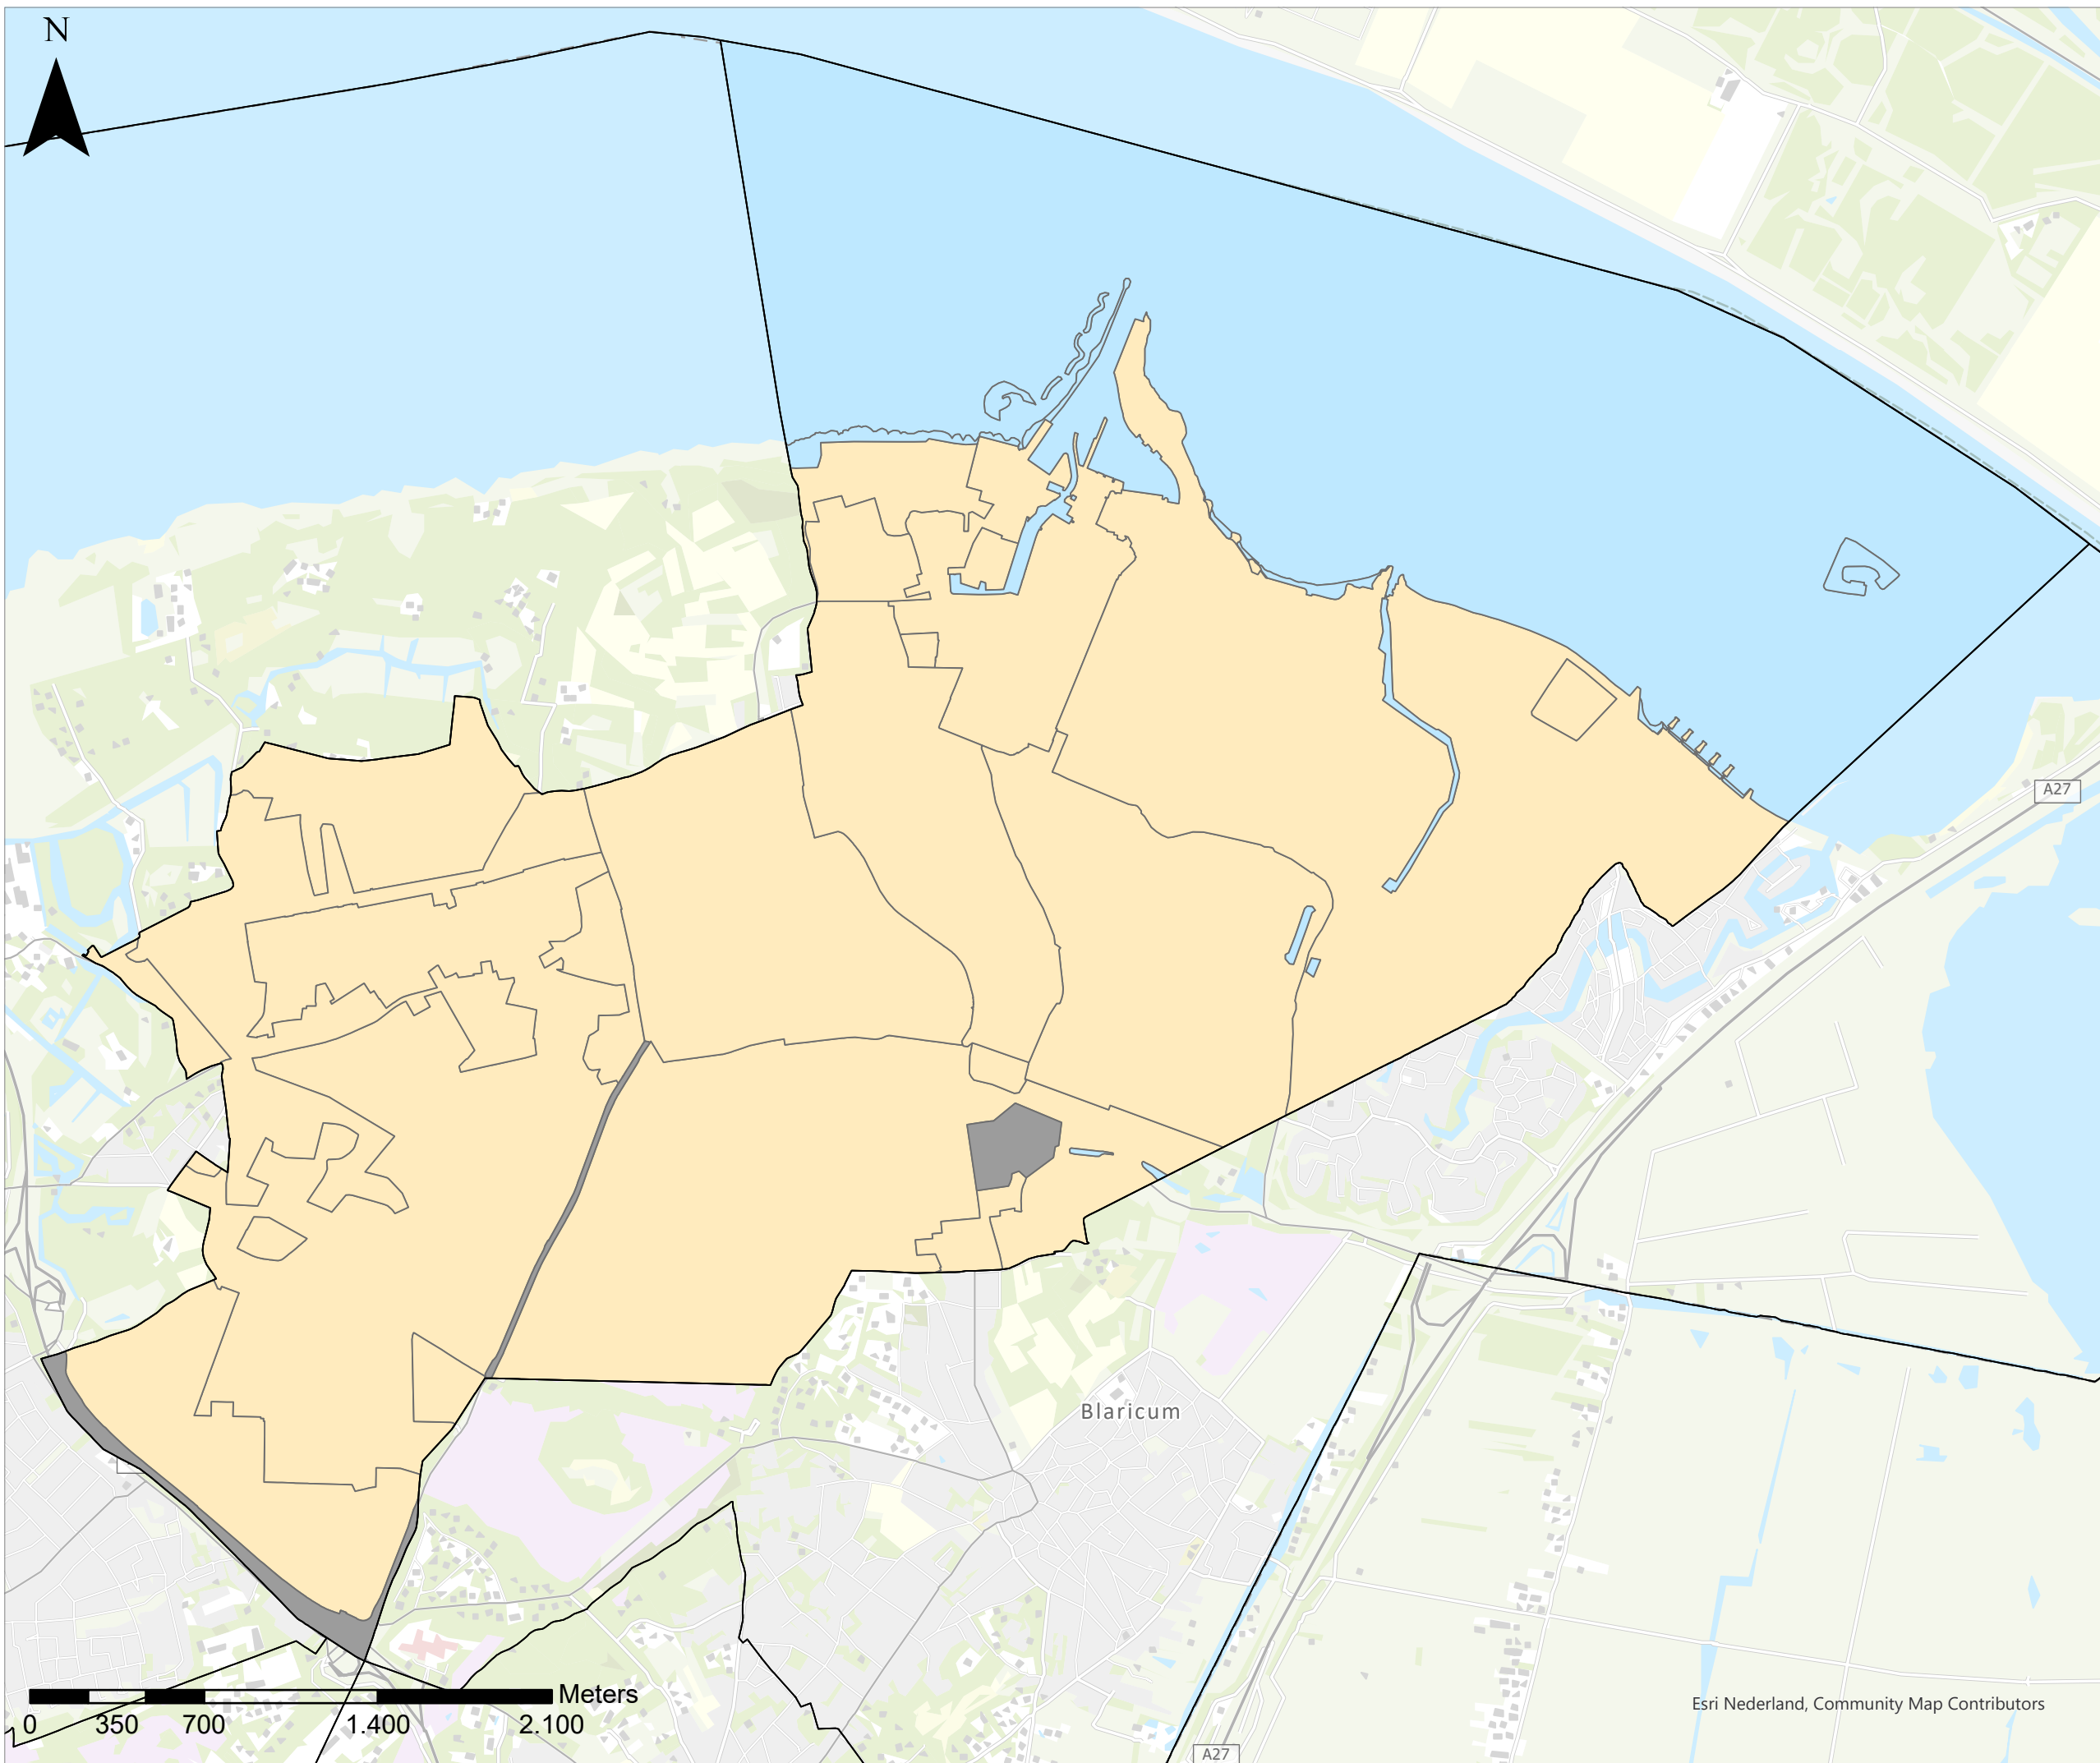 N
A27
Blaricum
Meters
0 350 700 1.400 2.100
Esri Nederland, Community Map Contributors
A27